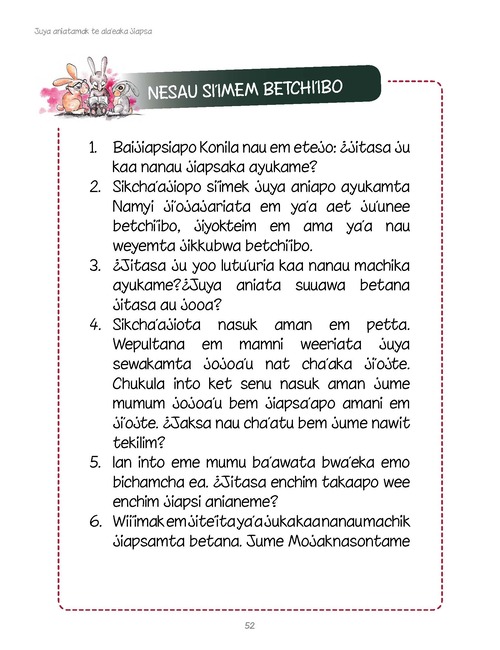 Juya aniatamak te ala'eaka jiapsa
NESAU SI'IMEM BETCHI'IBO
1. Baijiapsiapo Konila nau em etejo: ¿jitasa ju
kaa nanau jiapsaka ayukame?
2. Sikcha'ajiopo si'imek juya aniapo ayukamta
Namyi ji'ojajariata em ya'a aet ju'unee
betchi'ibo, jiyokteim em ama ya'a nau
weyemta jikkubwa betchi'ibo.
3. ¿Jitasa ju yoo lutu'uria kaa nanau machika
ayukame?¿Juya aniata suuawa betana
jitasa au jooa?
4. Sikcha'ajiota nasuk aman em petta.
Wepultana em mamni weeriata juya
sewakamta jojoa'u nat cha'aka ji'ojte.
Chukula into ket senu nasuk aman jume
mumum jojoa'u bem jiapsa'apo amani em
ji'ojte. ¿Jaksa nau cha'atu bem jume nawit
tekilim?
5. Ian into eme mumu ba'awata bwa'eka emo
bichamcha ea. ¿Jitasa enchim takaapo wee
enchim jiapsi anianeme?
6. Wili'imak em jite'ita ya'a jukakaa nanau machik
jiapsamta betana. Jume Mojaknasontame
52